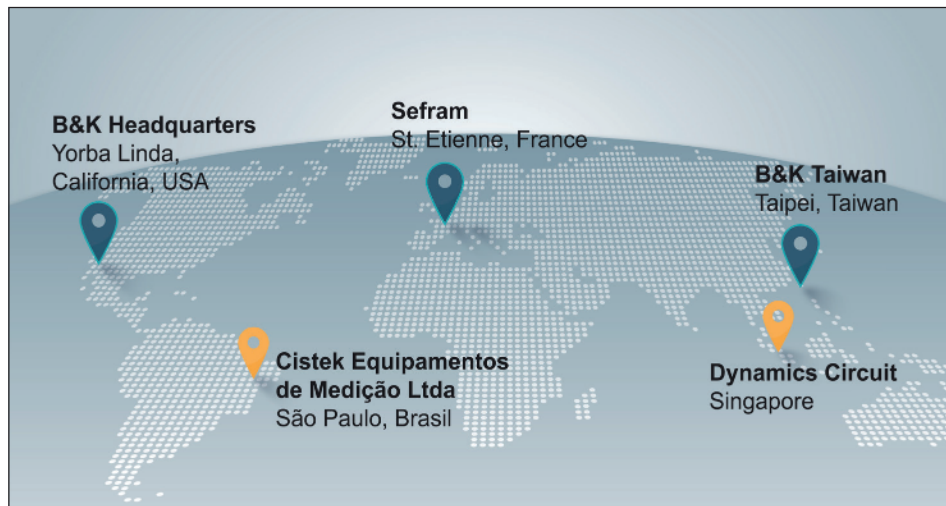 B&K Headquarters
Yorba Linda,
California, USA
Sefram
St. Etienne, France
B&K Taiwan
Taipei, Taiwan
Cistek Equipamentos
de Medição Ltda
São Paulo, Brasil
Dynamics Circuit
Singapore